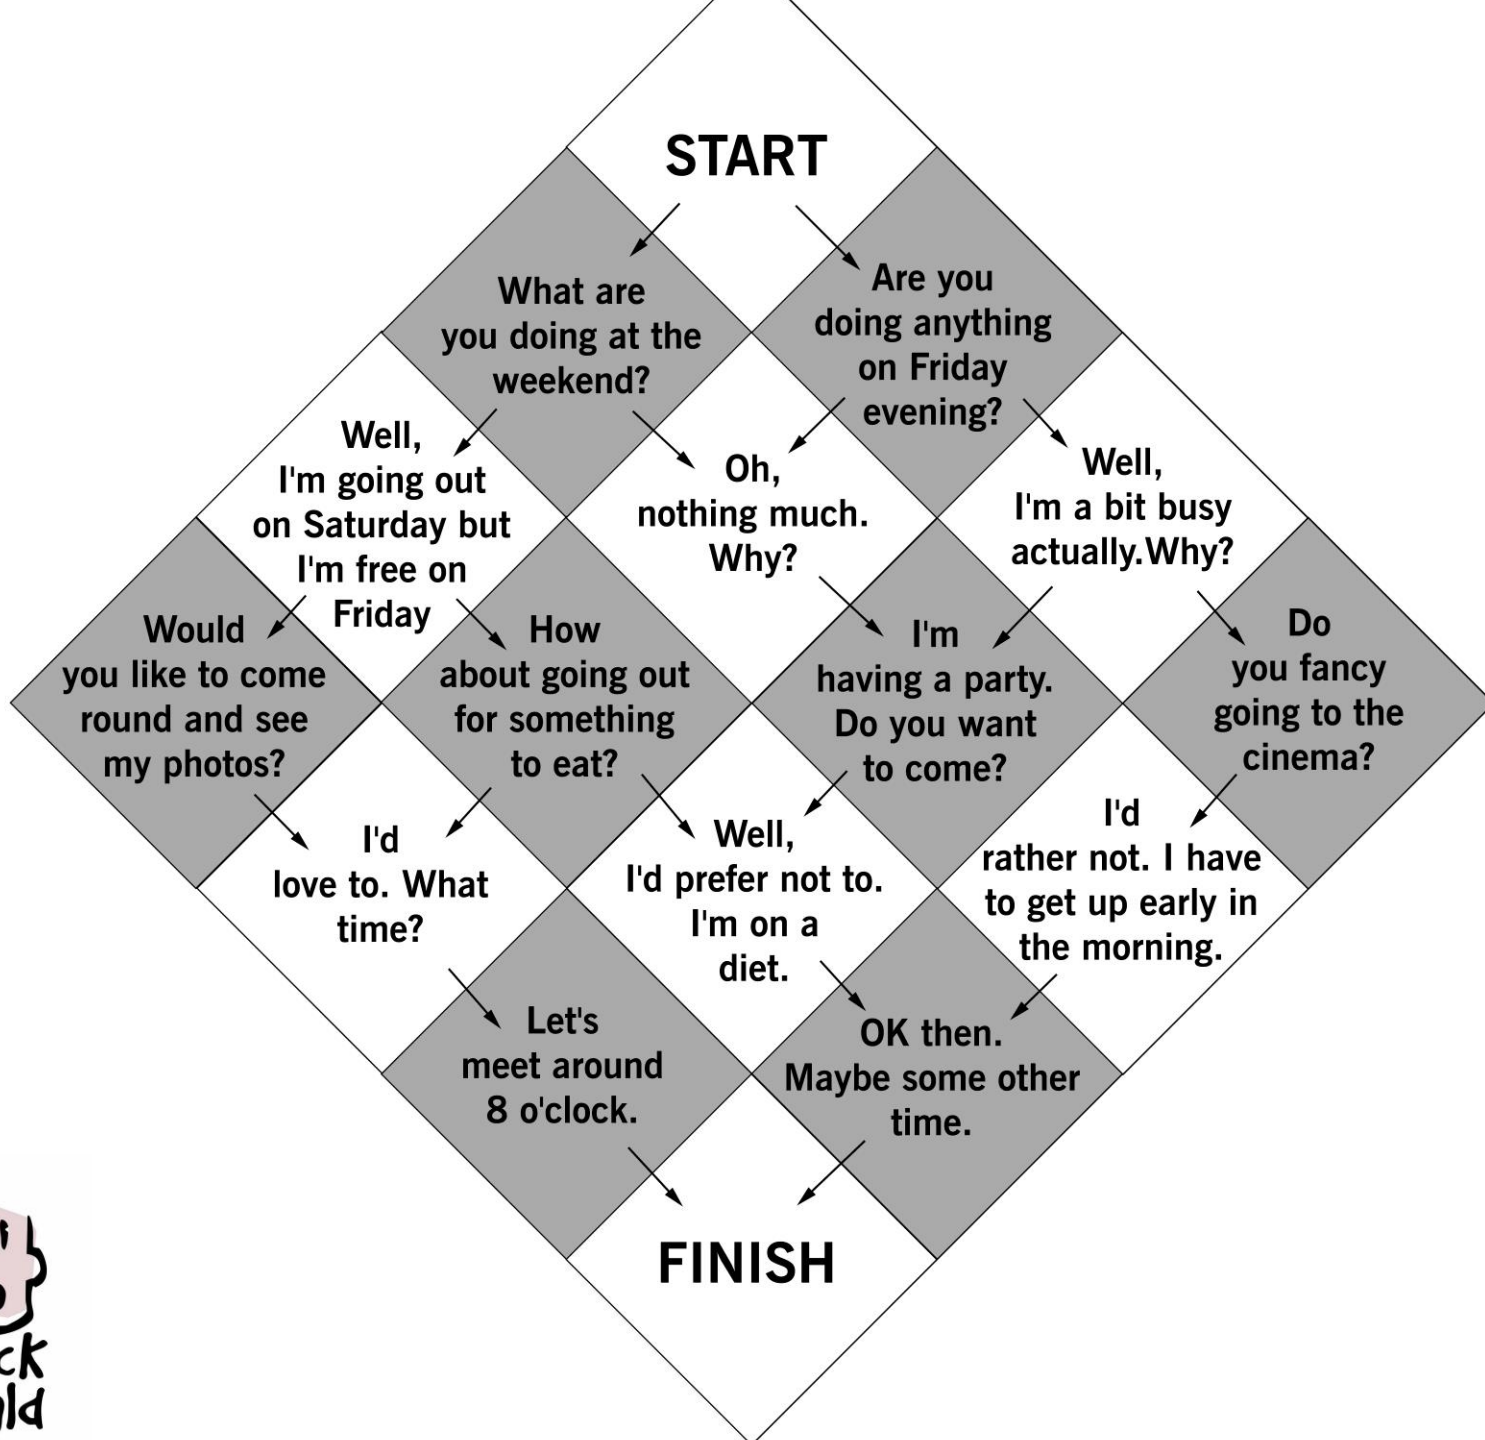 START
What are
you doing at the
weekend?
Are you
doing anything
on Friday
evening?
Well,
I'm going out
on Saturday but
I'm free on
Friday
Oh,
nothing much.
Why?
Well,
I'm a bit busy
actually.Why?
Would
you like to come
round and see
my photos?
How
about going out
for something
to eat?
I'm
having a party.
Do you want
to come?
Do
you fancy
going to the
cinema?
I'd
love to. What
time?
Well,
I'd prefer not to.
I'm on a
diet.
I'd
rather not. I have
to get up early in
the morning.
Let's
meet around
8 o'clock.
OK then.
Maybe some other
time.
FINISH